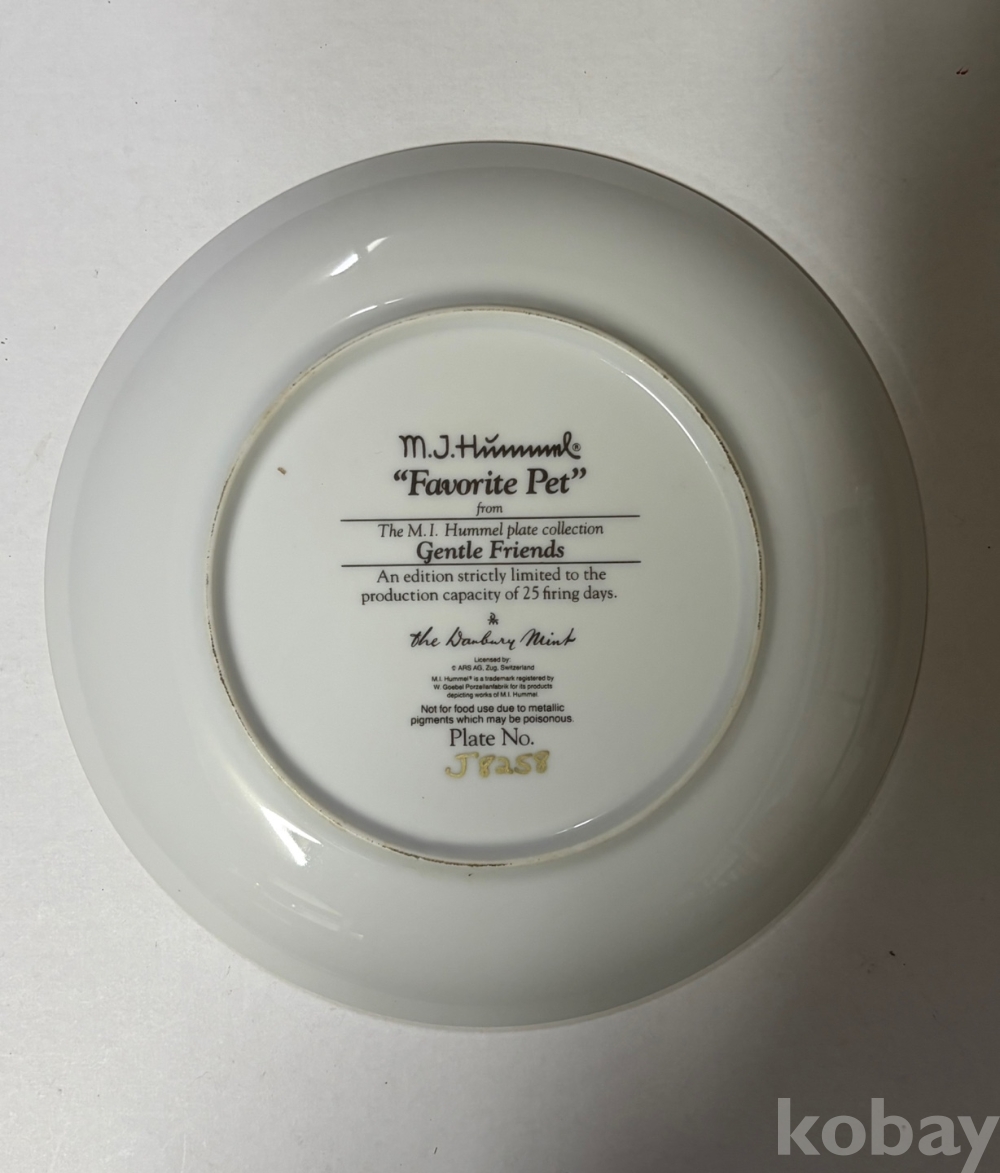 M.J.Hummel®
“Favorite Pet”
from
The M.I. Hummel plate collection
Gentle Friends
An edition strictly limited to the
production capacity of 25 firing days.
The Danbury Mint
Licensed by:
© ARS AG, Zug, Switzerland
M.I. Hummel® is a trademark registered by
W. Goebel Porzellanfabrik for its products
depicting works of M.I. Hummel.
Not for food use due to metallic
pigments which may be poisonous.
Plate No.
J8258
kobay